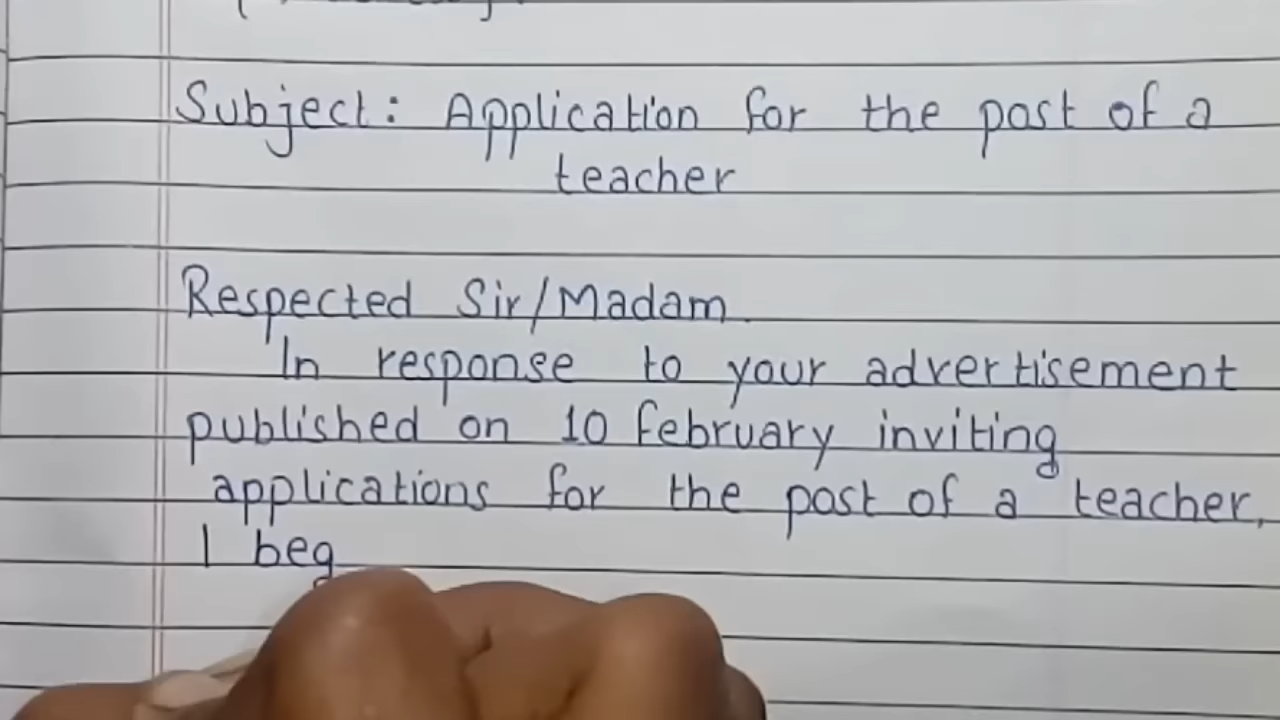 Subject: Application for the post of a
teacher
Respected Sir/Madam
In response to your advertisement
published on 10 february inviting
applications for the post of a teacher,
I beg